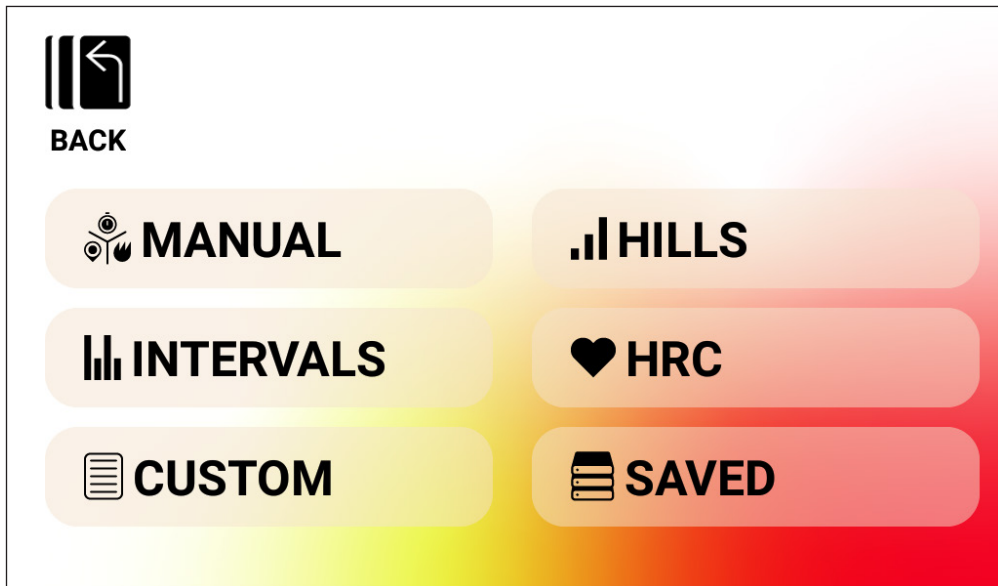 BACK
MANUAL
HILLS
INTERVALS
HRC
CUSTOM
SAVED